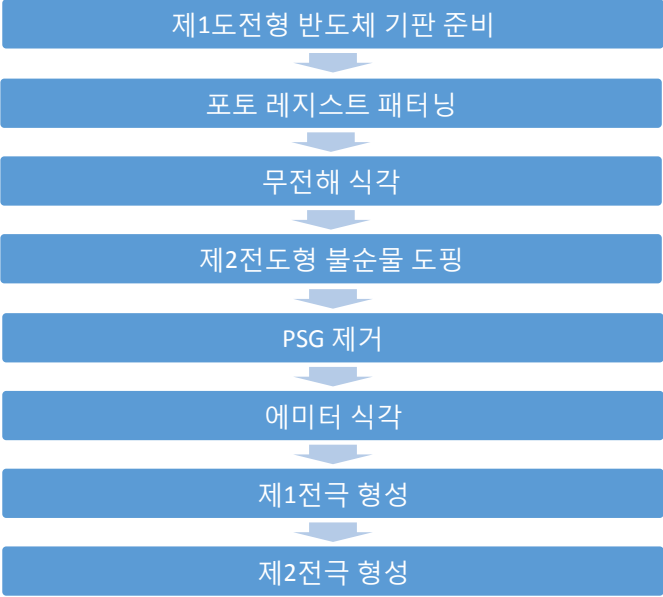 제1도전형 반도체 기판 준비
포토 레지스트 패터닝
무전해 식각
제2전도형 불순물 도핑
PSG 제거
에미터 식각
제1전극 형성
제2전극 형성